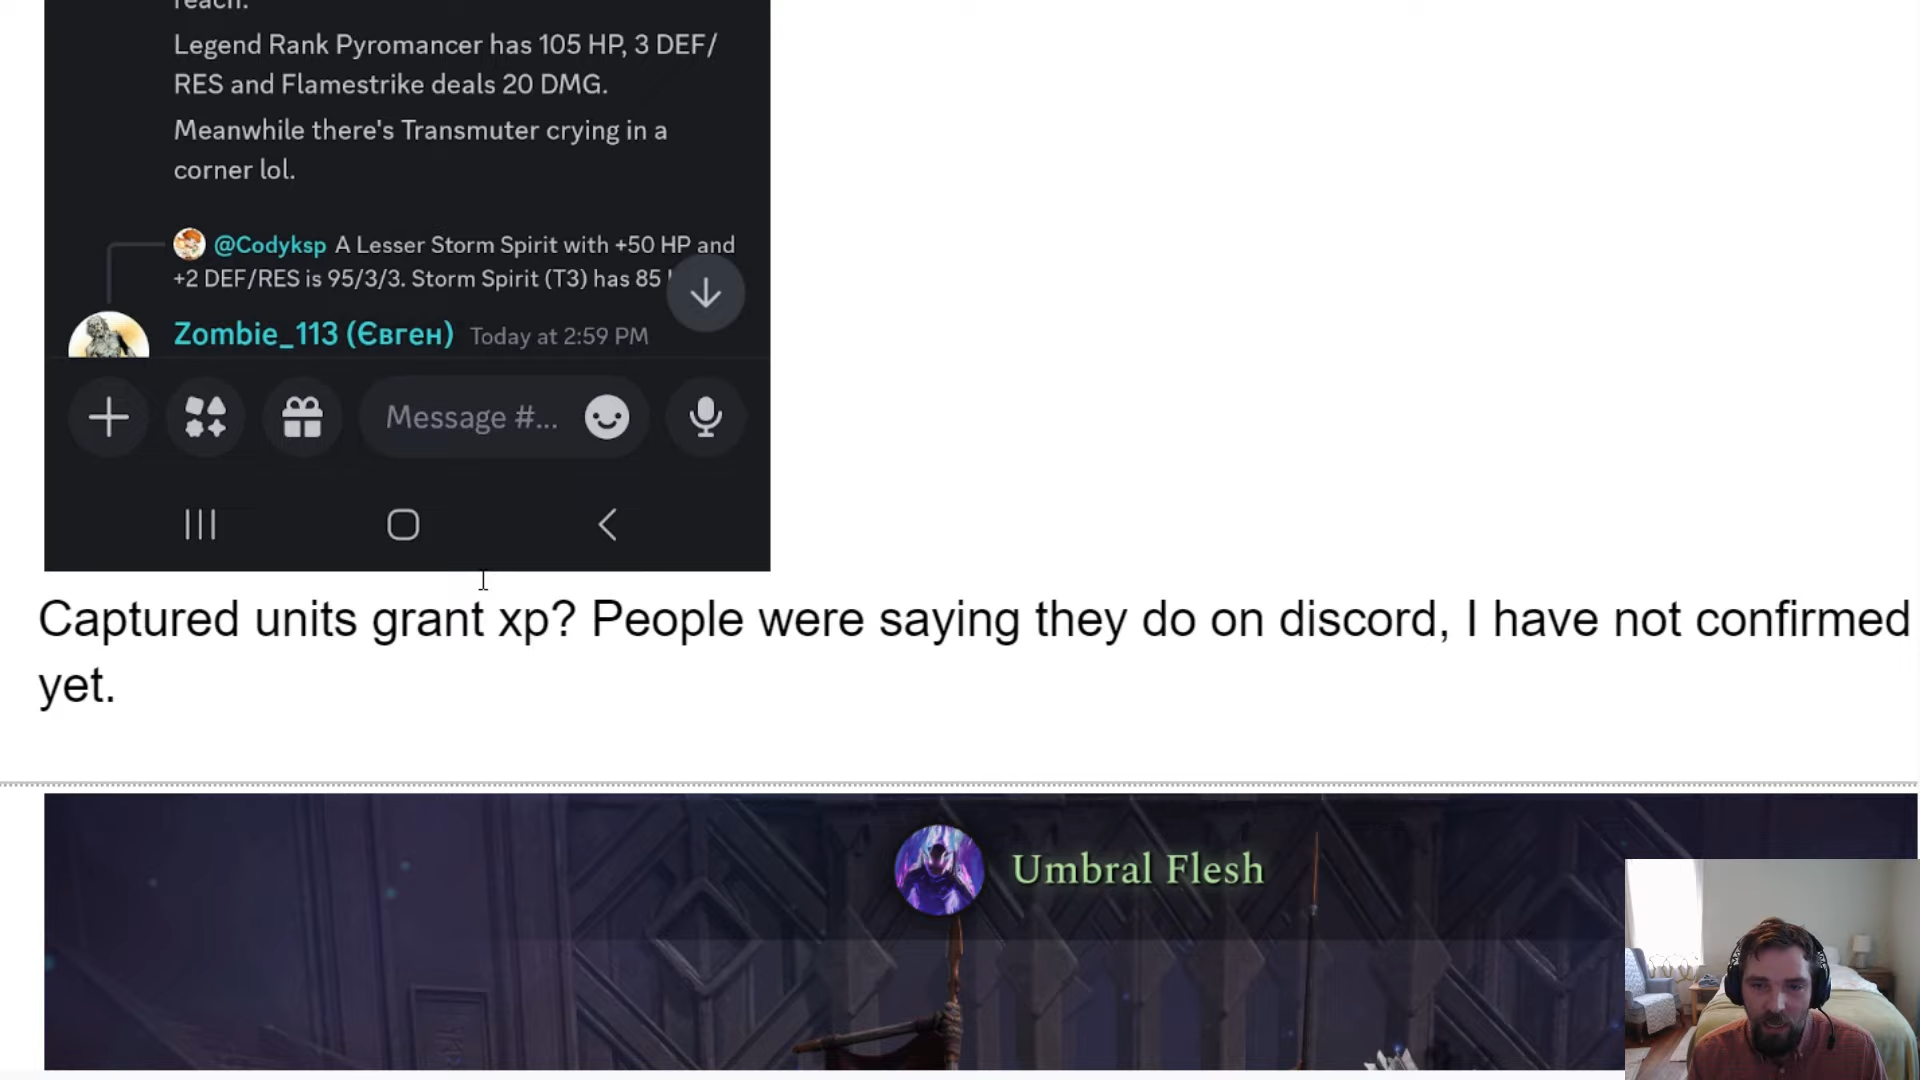 reach.
Legend Rank Pyromancer has 105 HP, 3 DEF/
RES and Flamestrike deals 20 DMG.
Meanwhile there's Transmuter crying in a
corner lol.
@Codyksp A Lesser Storm Spirit with +50 HP and
+2 DEF/RES is 95/3/3. Storm Spirit (T3) has 85
Zombie_113 (Євген) Today at 2:59 PM
Message #...
Captured units grant xp? People were saying they do on discord, I have not confirmed
yet.
Umbral Flesh